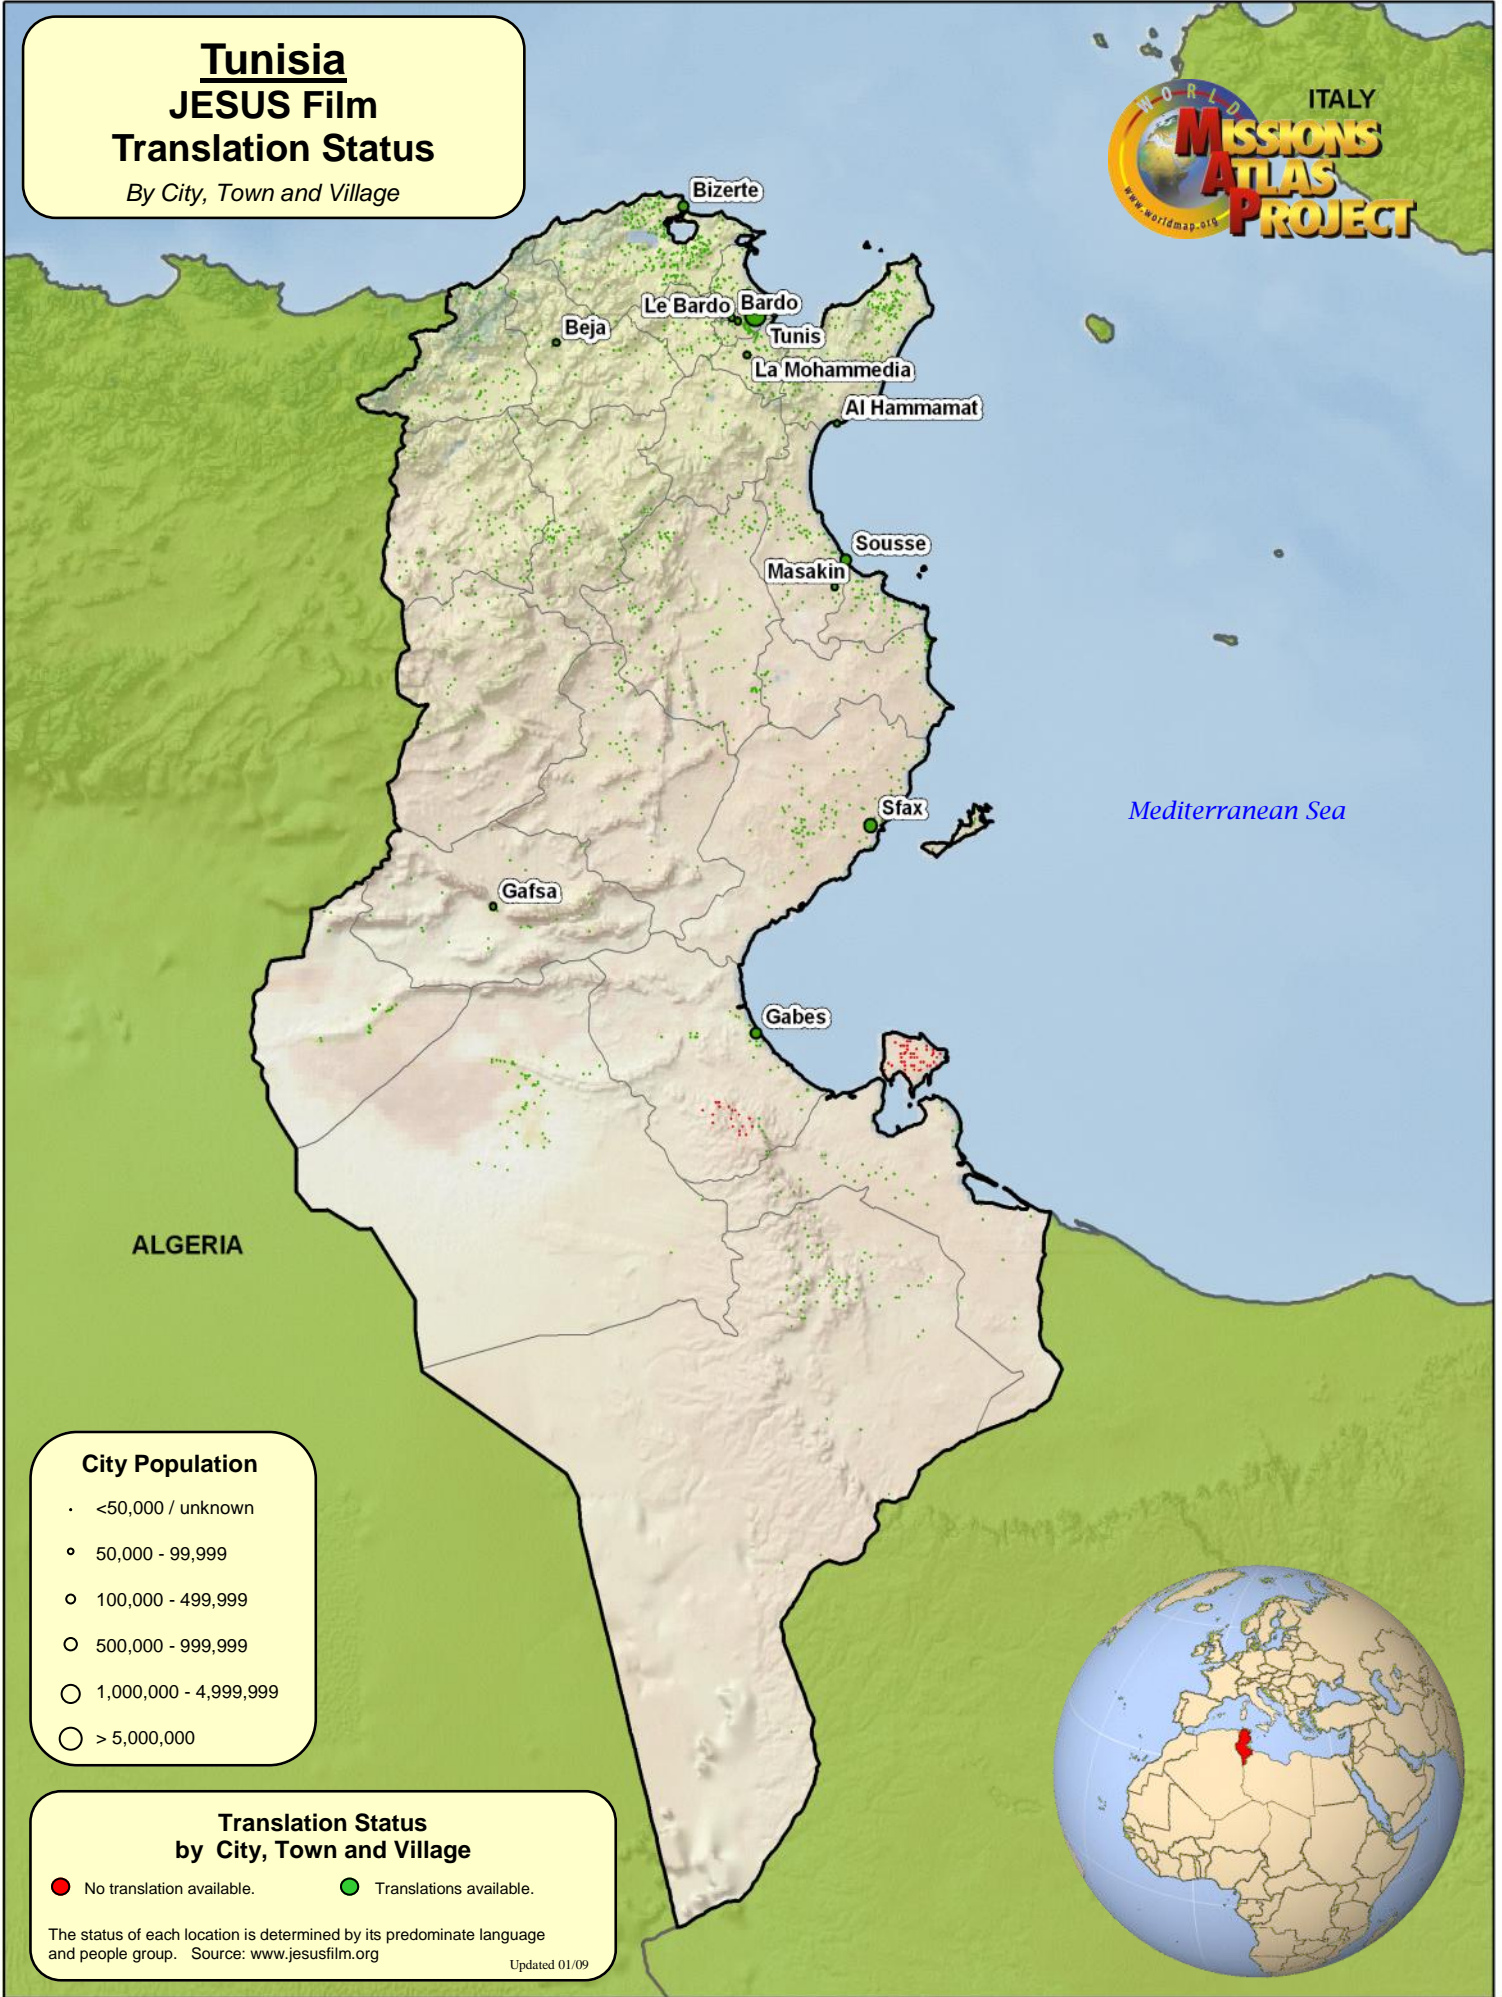 Tunisia
JESUS Film
Translation Status
By City, Town and Village
WORLD
MISSIONS
ATLAS
PROJECT
www.worldmap.org
ITALY
Bizerte
Le Bardo
Bardo
Beja
Tunis
La Mohammedia
Al Hammamat
Sousse
Masakin
Sfax
Mediterranean Sea
Gafsa
Gabes
ALGERIA
City Population
<50,000 / unknown
50,000 - 99,999
100,000 - 499,999
500,000 - 999,999
1,000,000 - 4,999,999
> 5,000,000
Translation Status
by City, Town and Village
No translation available.
Translations available.
The status of each location is determined by its predominate language
and people group. Source: www.jesusfilm.org
Updated 01/09